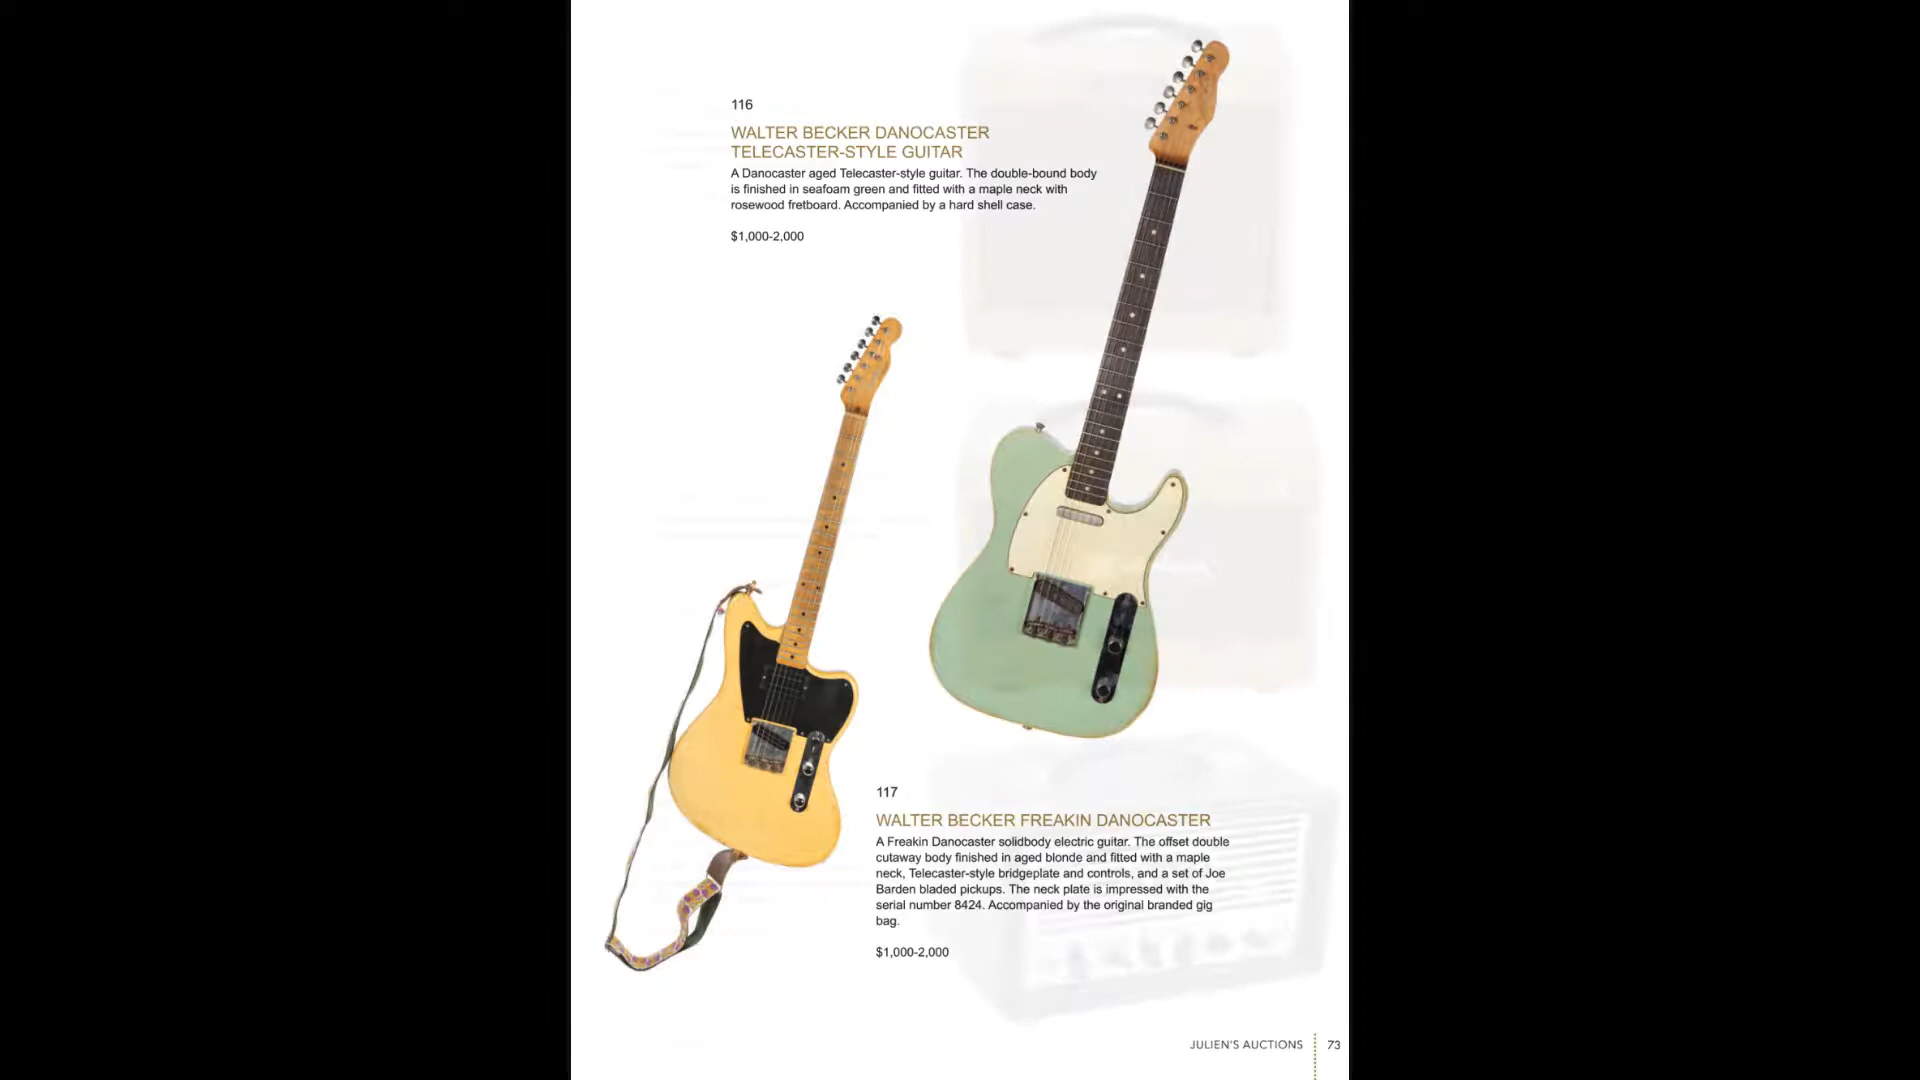 116
WALTER BECKER DANOCASTER
TELECASTER-STYLE GUITAR
A Danocaster aged Telecaster-style guitar. The double-bound body
is finished in seafoam green and fitted with a maple neck with
rosewood fretboard. Accompanied by a hard shell case.
$1,000-2,000
117
WALTER BECKER FREAKIN DANOCASTER
A Freakin Danocaster solidbody electric guitar. The offset double
cutaway body finished in aged blonde and fitted with a maple
neck, Telecaster-style bridgeplate and controls, and a set of Joe
Barden bladed pickups. The neck plate is impressed with the
serial number 8424. Accompanied by the original branded gig
bag.
$1,000-2,000
JULIEN'S AUCTIONS
73